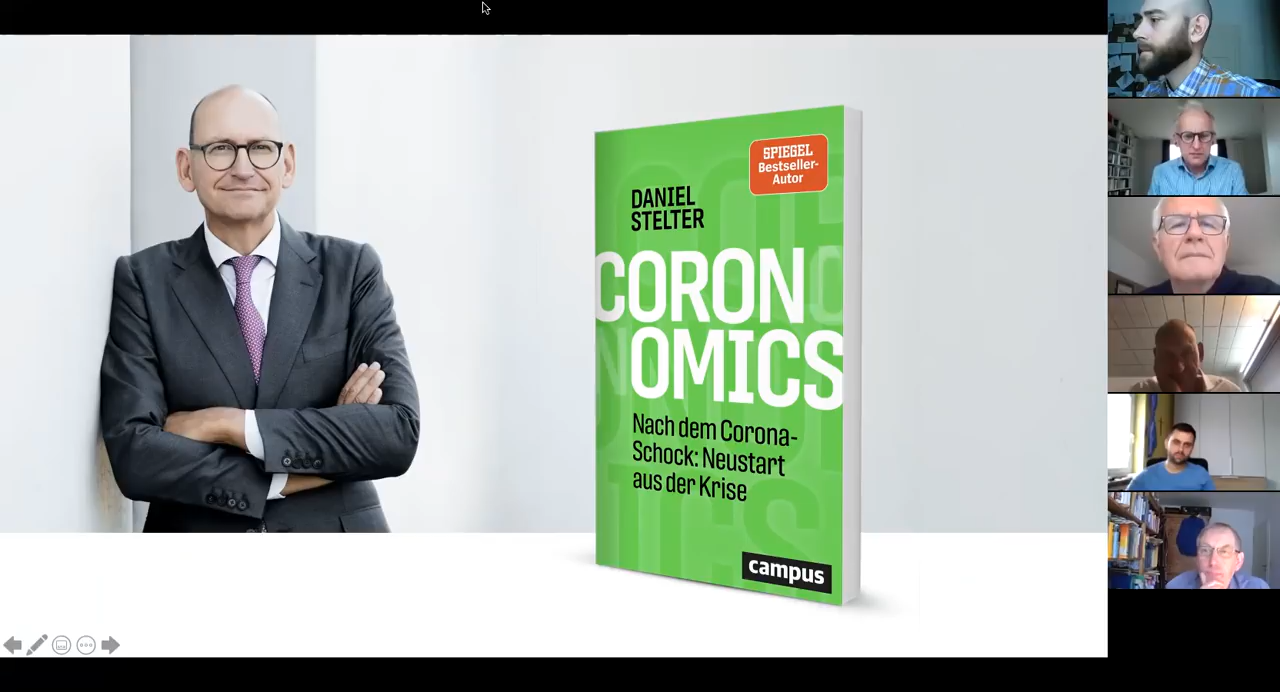 SPIEGEL
Bestseller-
Autor
DANIEL
STELTER
CORON
OMICS
Nach dem Corona-
Schock: Neustart
aus der Krise
campus